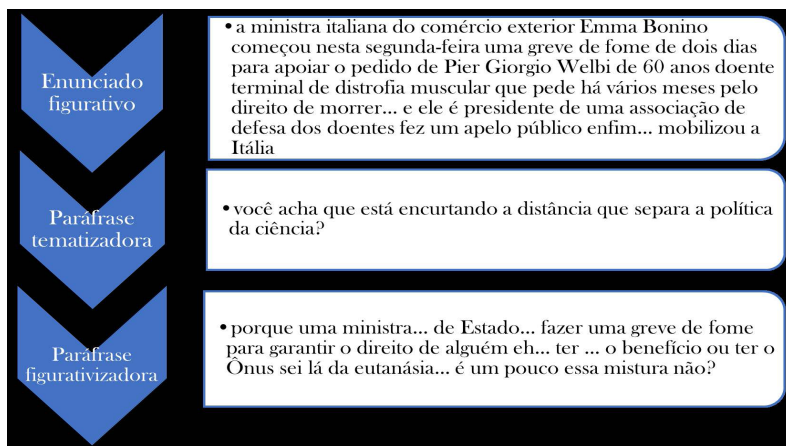 Enunciado
figurativo
• a ministra italiana do comércio exterior Emma Bonino
começou nesta segunda-feira uma greve de fome de dois dias
para apoiar o pedido de Pier Giorgio Welbi de 60 anos doente
terminal de distrofia muscular que pede há vários meses pelo
direito de morrer... e ele é presidente de uma associação de
defesa dos doentes fez um apelo público enfim... mobilizou a
Itália
Paráfrase
tematizadora
• você acha que está encurtando a distância que separa a política
da ciência?
Paráfrase
figurativizadora
• porque uma ministra... de Estado... fazer uma greve de fome
para garantir o direito de alguém eh... ter ... o benefício ou ter o
Ônus sei lá da eutanásia... é um pouco essa mistura não?